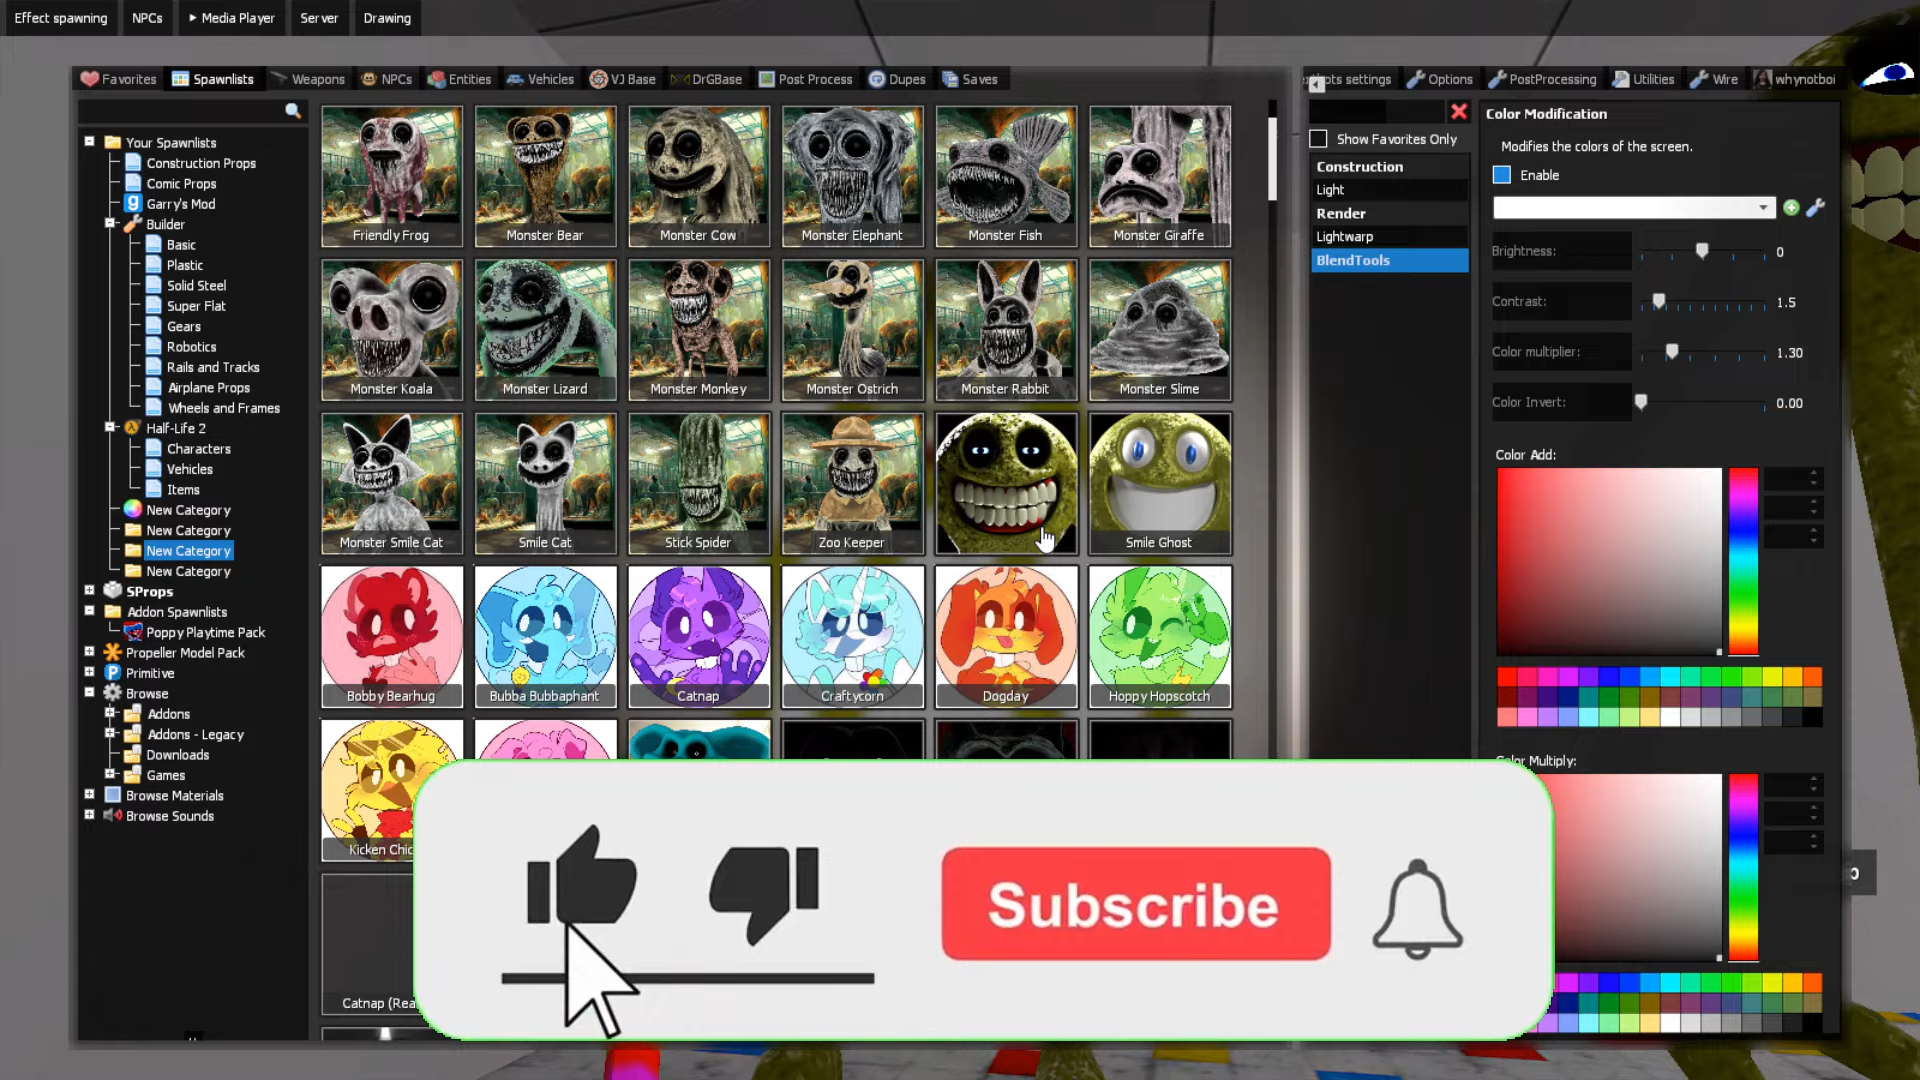 Effect spawning
NPCs
Media Player
Server
Drawing
Favorites
Spawnlists
Weapons
NPCs
Entities
Vehicles
VJ Base
DrGBase
Post Process
Dupes
Saves
settings
Options
PostProcessing
Utilities
Wire
whynotboi
Your Spawnlists
Construction Props
Comic Props
Garry's Mod
Builder
Basic
Plastic
Solid Steel
Super Flat
Gears
Robotics
Rails and Tracks
Airplane Props
Wheels and Frames
Half-Life 2
Characters
Vehicles
Items
New Category
New Category
New Category
New Category
SProps
Addon Spawnlists
Poppy Playtime Pack
Propeller Model Pack
Primitive
Browse
Addons
Addons - Legacy
Downloads
Games
Browse Materials
Browse Sounds
Friendly Frog
Monster Bear
Monster Cow
Monster Elephant
Monster Fish
Monster Giraffe
Monster Koala
Monster Lizard
Monster Monkey
Monster Ostrich
Monster Rabbit
Monster Slime
Monster Smile Cat
Smile Cat
Stick Spider
Zoo Keeper
Smile Ghost
Bobby Bearhug
Bubba Bubbaphant
Catnap
Craftycorn
Dogday
Hoppy Hopscotch
Kicken Chic
Catnap (Rea
Show Favorites Only
Construction
Light
Render
Lightwarp
BlendTools
Color Modification
Modifies the colors of the screen.
Enable
Brightness:
0
Contrast:
1.5
Color multiplier:
1.30
Color Invert:
0.00
Color Add:
Color Multiply:
Subscribe